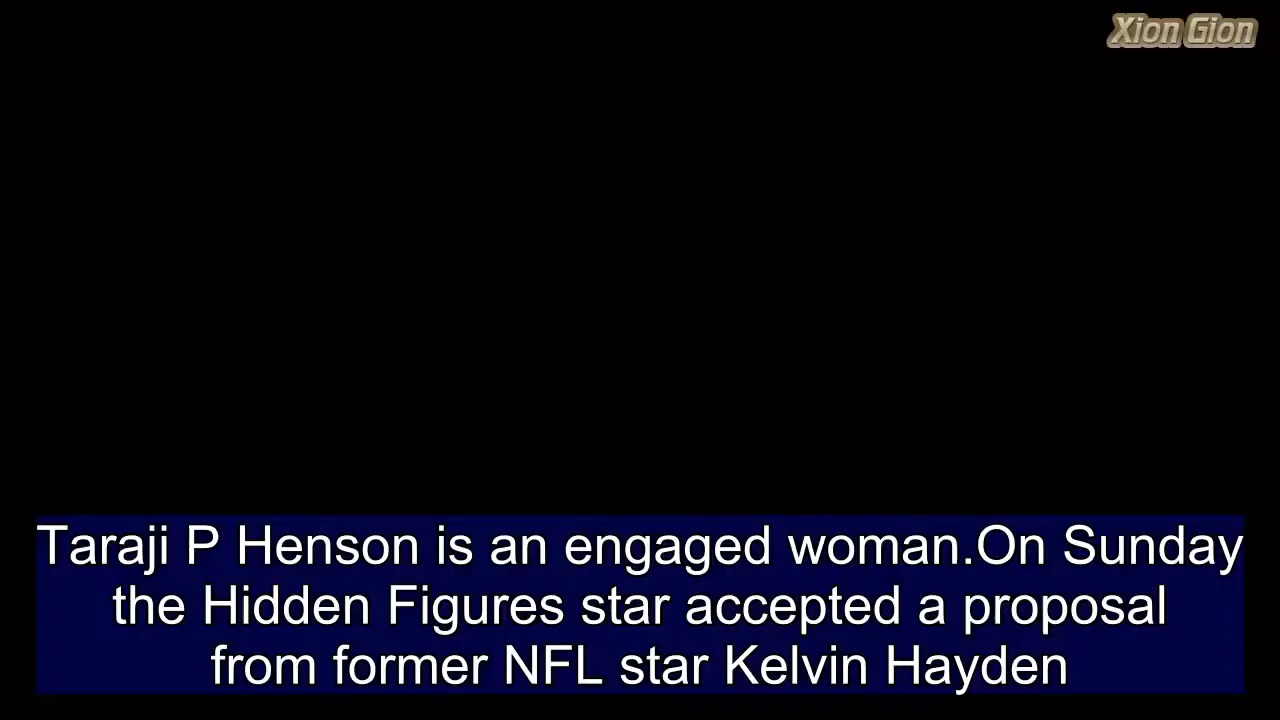 Xion Gion
Taraji P Henson is an engaged woman.On Sunday
the Hidden Figures star accepted a proposal
from former NFL star Kelvin Hayden